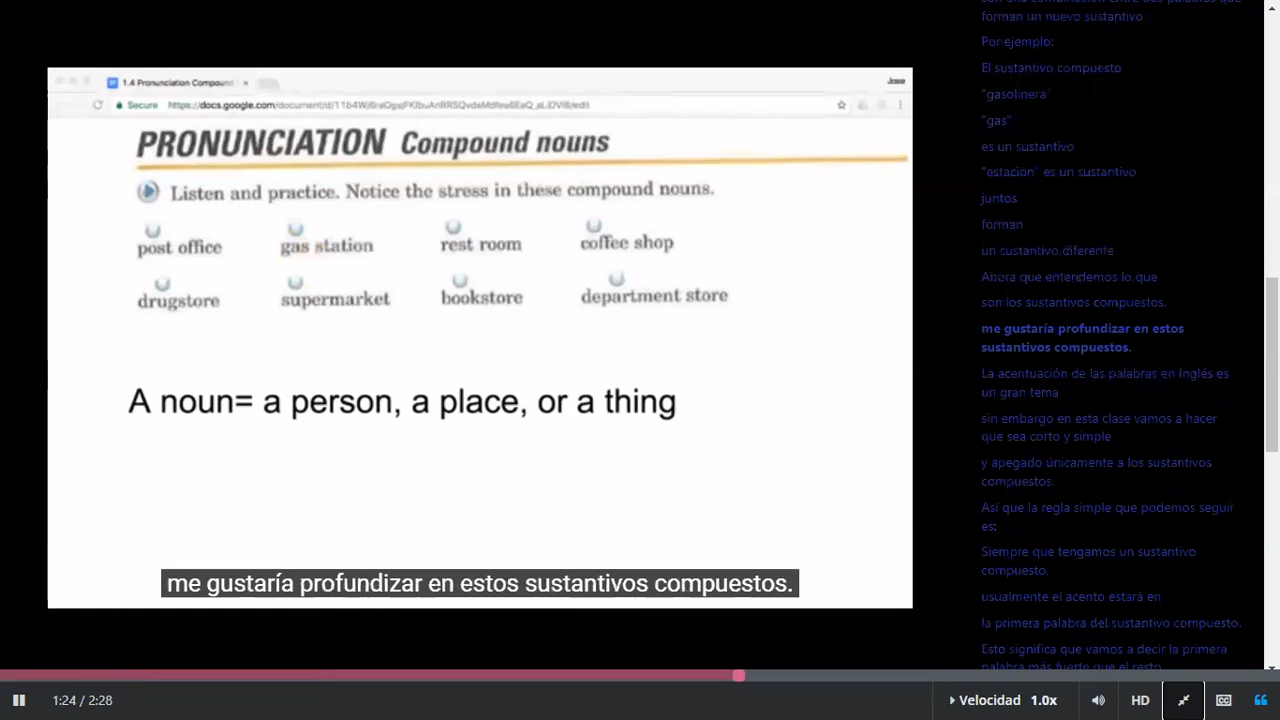 1.4 Pronunciation Compound
Jose
Secure
PRONUNCIATION Compound nouns
Listen and practice. Notice the stress in these compound nouns.
post office gas station rest room coffee shop
drugstore supermarket bookstore department store
A noun= a person, a place, or a thing
me gustaría profundizar en estos sustantivos compuestos.
forman un nuevo sustantivo
Por ejemplo:
El sustantivo compuesto
"gasolinera"
"gas"
es un sustantivo
"estación" es un sustantivo
juntos
forman
un sustantivo diferente
Ahora que entendemos lo que
son los sustantivos compuestos.
me gustaría profundizar en estos
sustantivos compuestos.
La acentuación de las palabras en Inglés es
un gran tema
sin embargo en esta clase vamos a hacer
que sea corto y simple
y apegado únicamente a los sustantivos
compuestos.
Así que la regla simple que podemos seguir
es:
Siempre que tengamos un sustantivo
compuesto.
usualmente el acento estará en
la primera palabra del sustantivo compuesto.
Esto significa que vamos a decir la primera
palabra más fuerte que el resto
1:24 / 2:28
Velocidad 1.0x
HD
CC